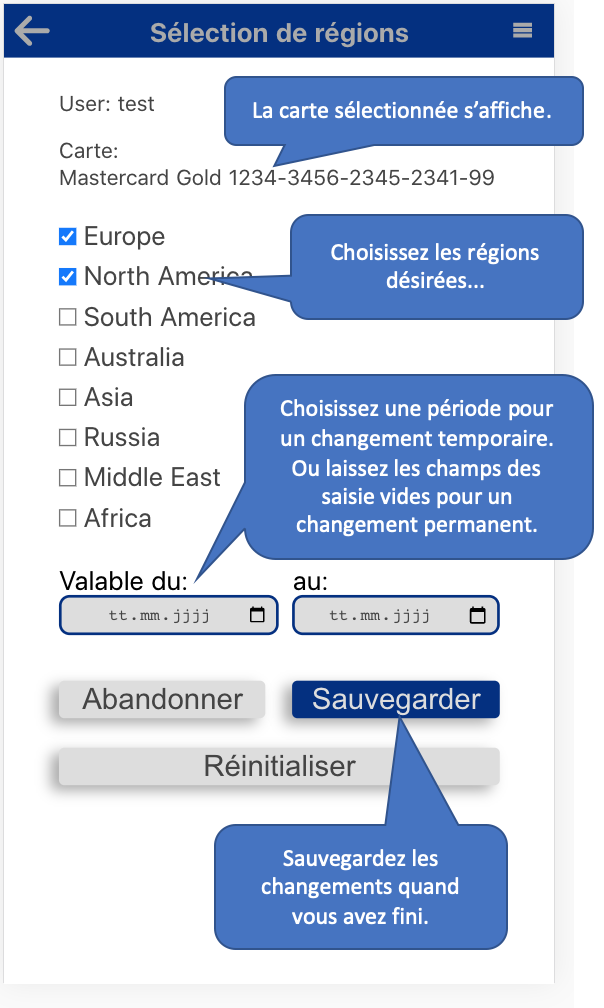 Sélection de régions
User: test
La carte sélectionnée s'affiche.
Carte:
Mastercard Gold 1234-3456-2345-2341-99
Europe
Choisissez les régions
désirées...
North America
South America
Australia
Asia
Russia
Middle East
Africa
Choisissez une période pour
un changement temporaire.
Ou laissez les champs des
saisie vides pour un
changement permanent.
Valable du:
au:
tt.mm.jjjj
tt.mm.jjjj
Abandonner
Sauvegarder
Réinitialiser
Sauvegardez les
changements quand
vous avez fini.